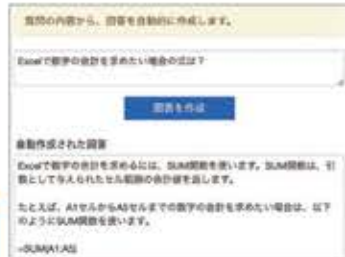 質問の内容から、回答を自動的に作成します。
Excelで数字の合計を求めたい場合の式は？
回答を作成
自動作成された回答
Excelで数字の合計を求めるには、SUM関数を使います。SUM関数は、引
数として与えられたセル範囲の合計値を返します。
たとえば、A1セルからA5セルまでの数字の合計を求めたい場合は、以下
のようにSUM関数を使います。
=SUM(A1:A5)